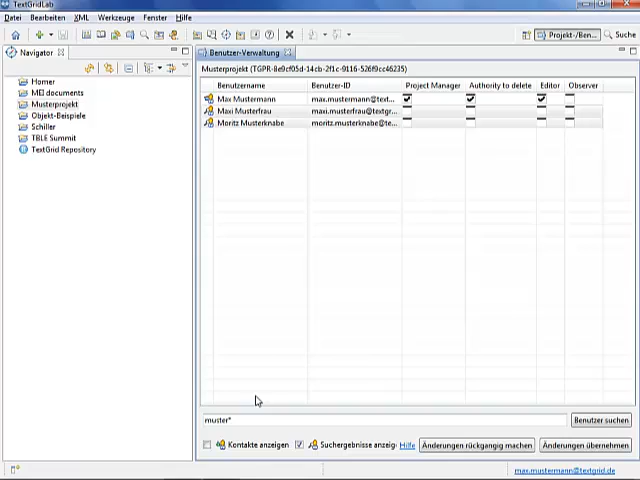 TextGridLab
Datei Bearbeiten XML Werkzeuge Fenster Hilfe
Projekt-/Ben... Suche
Navigator
Homer
MEI documents
Musterprojekt
Objekt-Beispiele
Schiller
TBLE Summit
TextGrid Repository
Benutzer-Verwaltung
Musterprojekt (TGPR-8e9cf05d-14cb-2f1c-9116-526f9cc46235)
Benutzername Benutzer-ID Project Manager Authority to delete Editor Observer
Max Mustermann max.mustermann@text...
Maxi Musterfrau maxi.musterfrau@textgr...
Moritz Musterknabe moritz.musterknabe@te...
muster*
Benutzer suchen
Kontakte anzeigen Suchergebnisse anzeig Hilfe Änderungen rückgängig machen Änderungen übernehmen
max.mustermann@textgrid.de